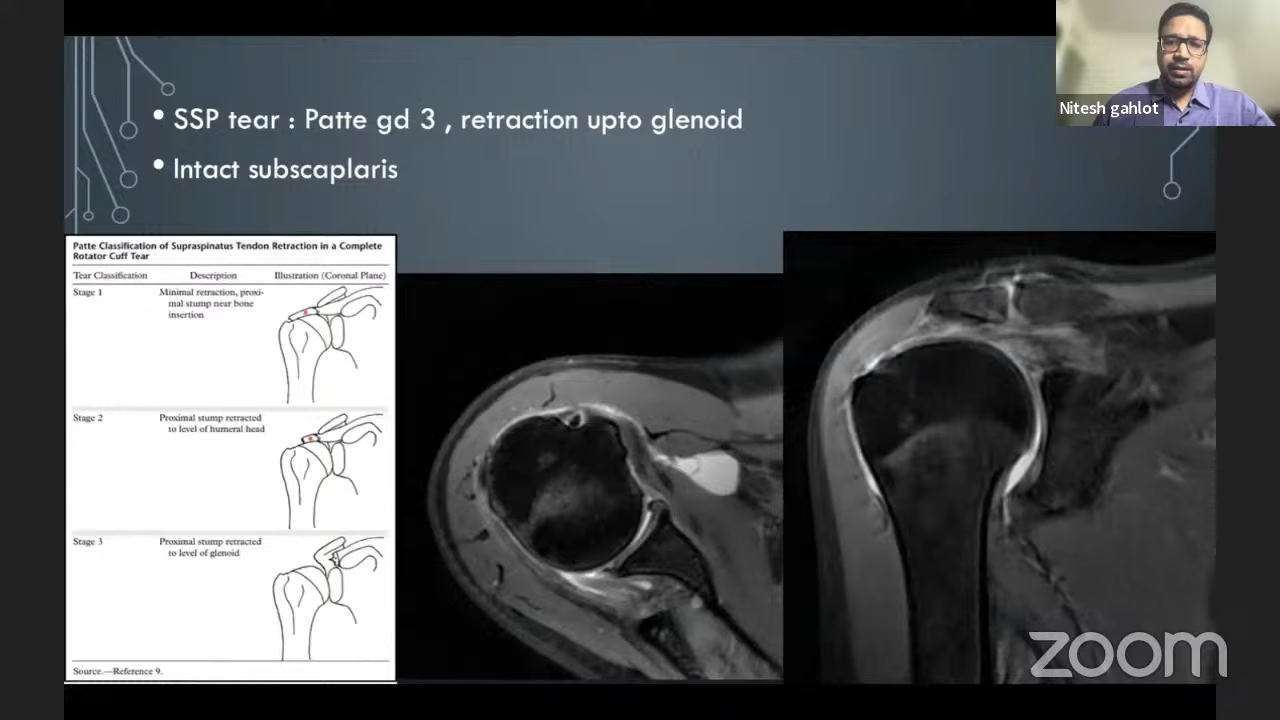 • SSP tear : Patte gd 3 , retraction upto glenoid
• Intact subscaplaris
Nitesh gahlot
Patte Classification of Supraspinatus Tendon Retraction in a Complete
Rotator Cuff Tear
Tear Classification Description Illustration (Coronal Plane)
Stage 1 Minimal retraction, proxi-
mal stump near bone
insertion
Stage 2 Proximal stump retracted
to level of humeral head
Stage 3 Proximal stump retracted
to level of glenoid
Source.—Reference 9.
zoom